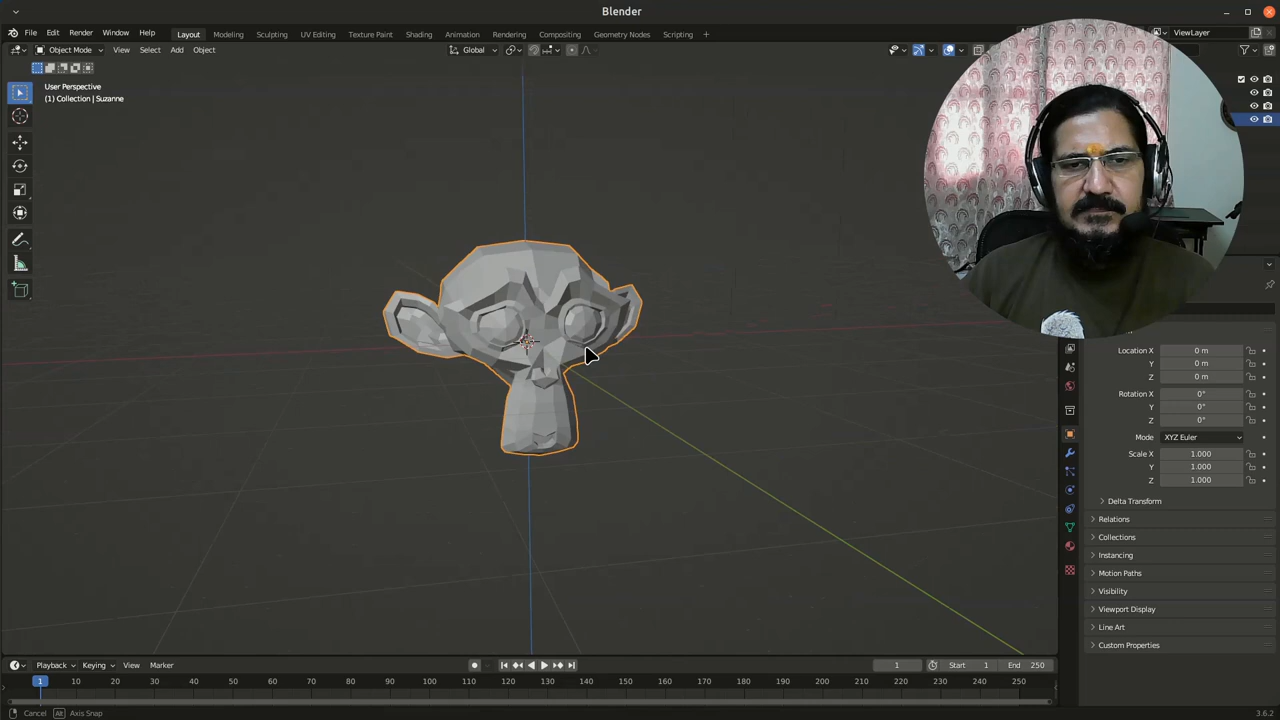 Blender
File Edit Render Window Help
Layout Modeling Sculpting UV Editing Texture Paint Shading Animation Rendering Compositing Geometry Nodes Scripting +
ViewLayer
Object Mode View Select Add Object
Global
User Perspective
(1) Collection | Suzanne
Location X 0 m
Y 0 m
Z 0 m
Rotation X 0°
Y 0°
Z 0°
Mode XYZ Euler
Scale X 1.000
Y 1.000
Z 1.000
Delta Transform
Relations
Collections
Instancing
Motion Paths
Visibility
Viewport Display
Line Art
Custom Properties
Playback Keying View Marker
1 Start 1 End 250
1 10 20 30 40 50 60 70 80 90 100 110 120 130 140 150 160 170 180 190 200 210 220 230 240 250
Cancel Alt Axis Snap
3.6.2